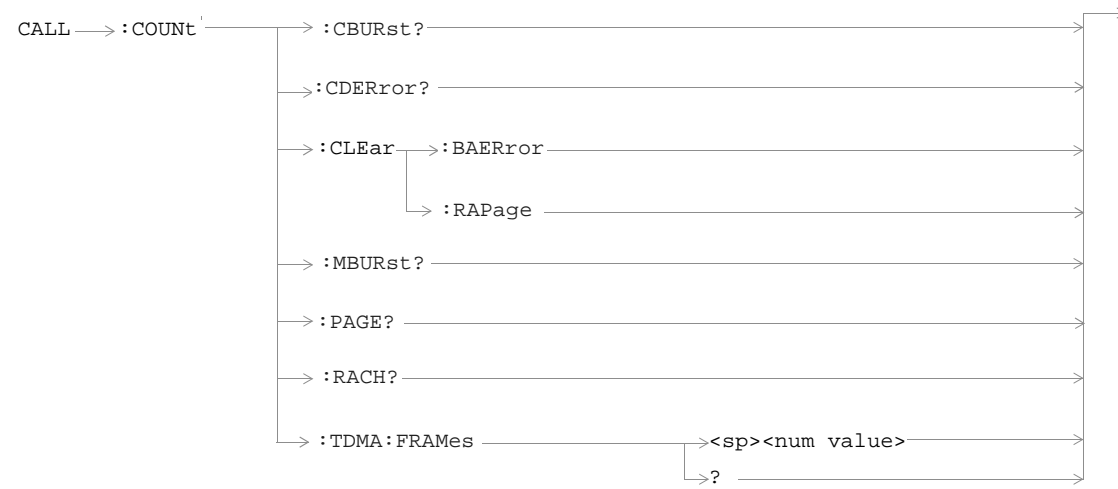 CALL :COUNt :CBURst?
:CDERror?
:CLEar :BAERror
:RAPage
:MBURst?
:PAGE?
:RACH?
:TDMA:FRAMes <sp><num value>
?